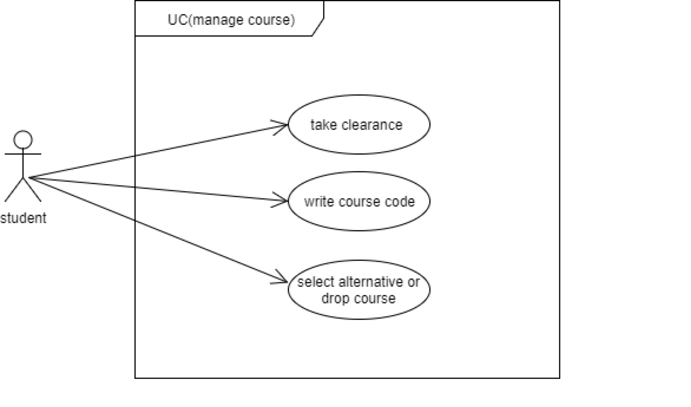 UC(manage course)
take clearance
write course code
student
select alternative or
drop course